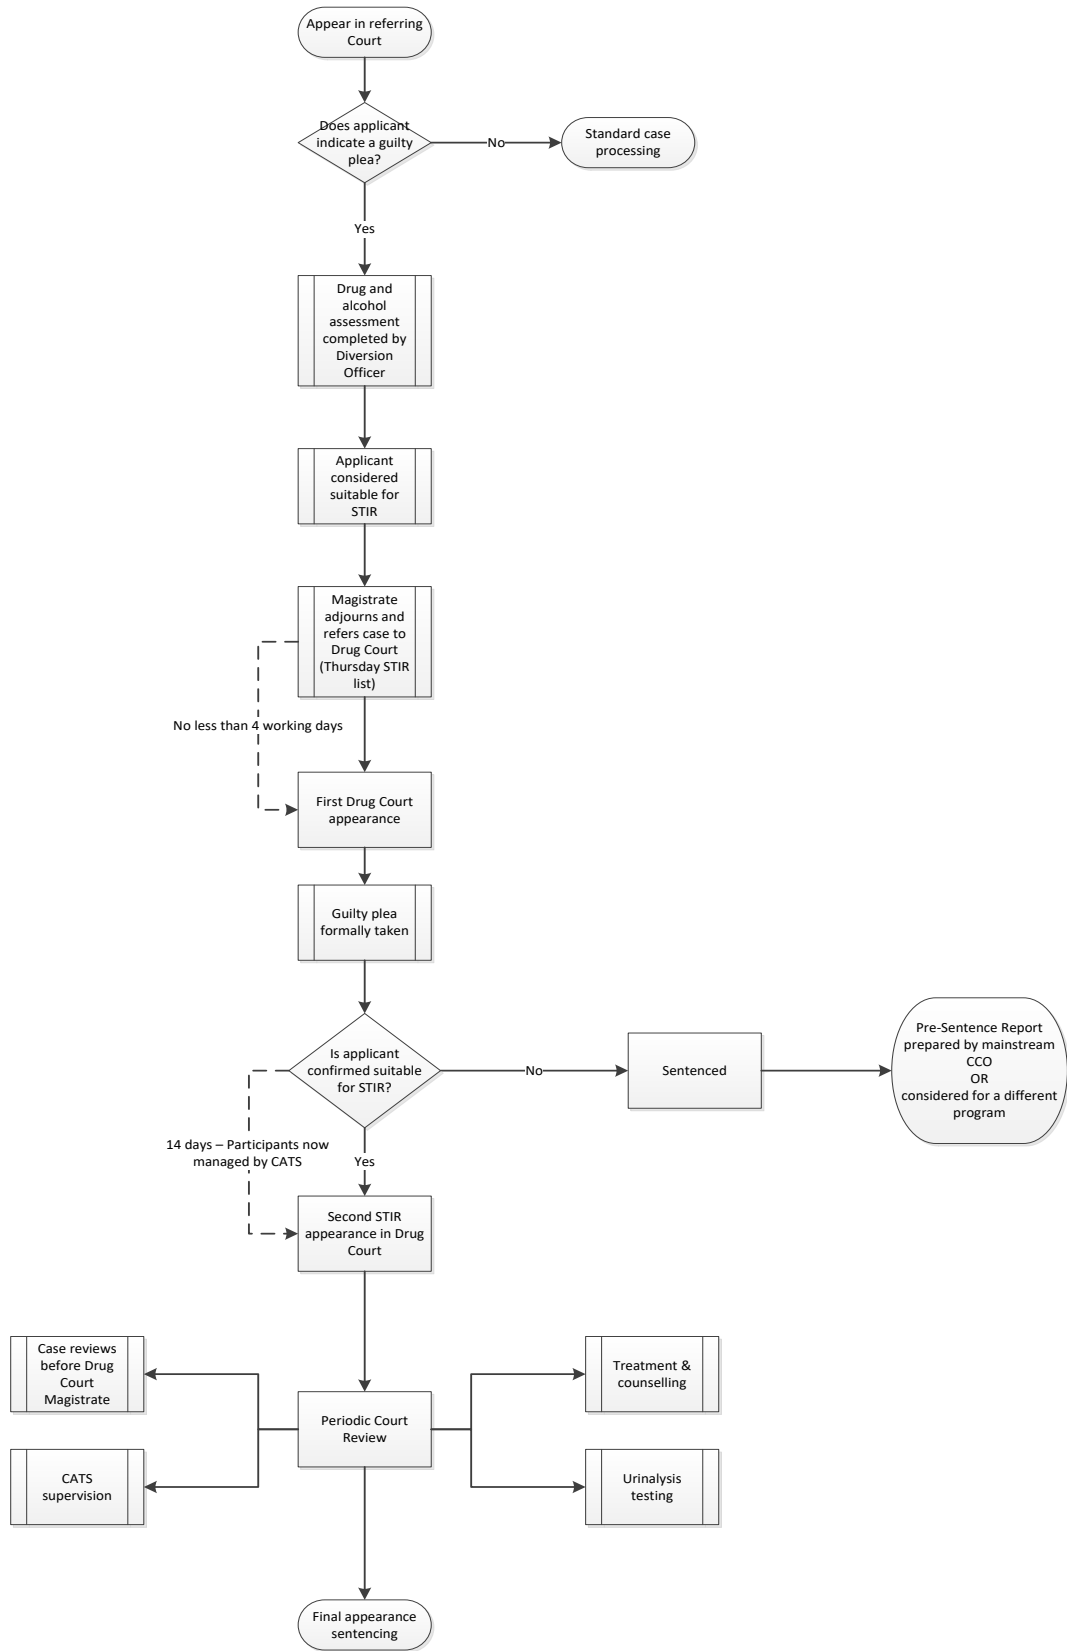 Appear in referring
Court
Does applicant
indicate a guilty
plea?
No
Standard case
processing
Yes
Drug and
alcohol
assessment
completed by
Diversion
Officer
Applicant
considered
suitable for
STIR
Magistrate
adjourns and
refers case to
Drug Court
(Thursday STIR
list)
No less than 4 working days
First Drug Court
appearance
Guilty plea
formally taken
Is applicant
confirmed suitable
for STIR?
No
Sentenced
Pre-Sentence Report
prepared by mainstream
CCO
OR
considered for a different
program
14 days – Participants now
managed by CATS
Yes
Second STIR
appearance in Drug
Court
Case reviews
before Drug
Court
Magistrate
Treatment &
counselling
Periodic Court
Review
CATS
supervision
Urinalysis
testing
Final appearance
sentencing